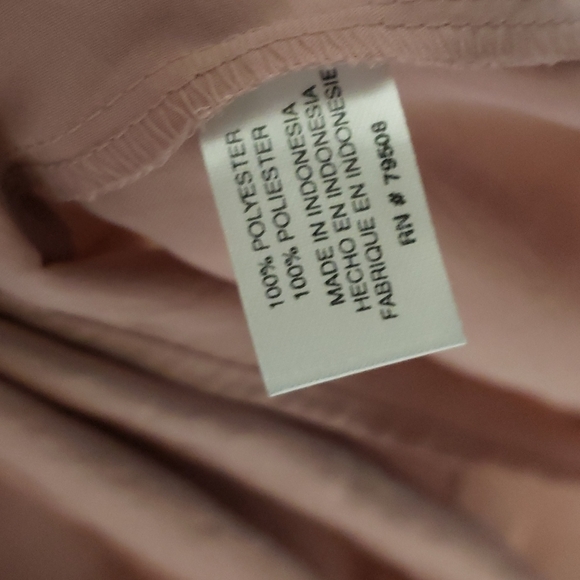 100% POLYESTER
100% POLIESTER
MADE IN INDONESIA
HECHO EN INDONESIA
FABRIQUE EN INDONESIE
RN # 79508